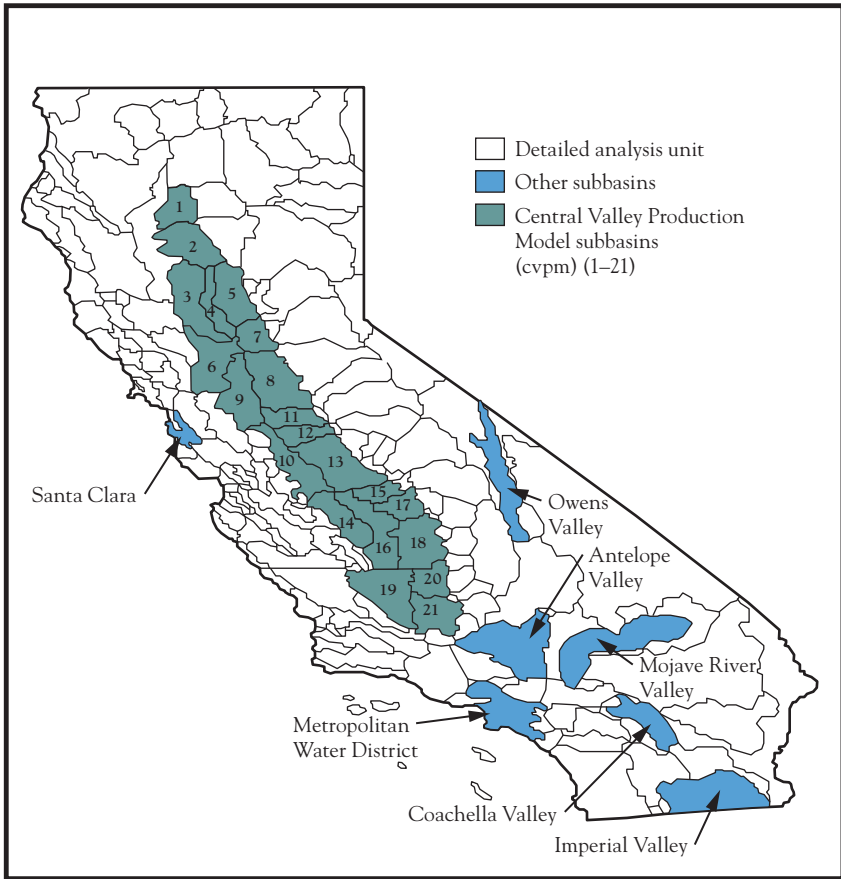 Detailed analysis unit
Other subbasins
Central Valley Production
Model subbasins
(cvpm) (1–21)
1
2
3
4
5
7
6
8
9
11
12
10
13
15
17
14
16
18
19
20
21
Santa Clara
Owens
Valley
Antelope
Valley
Mojave River
Valley
Metropolitan
Water District
Coachella Valley
Imperial Valley